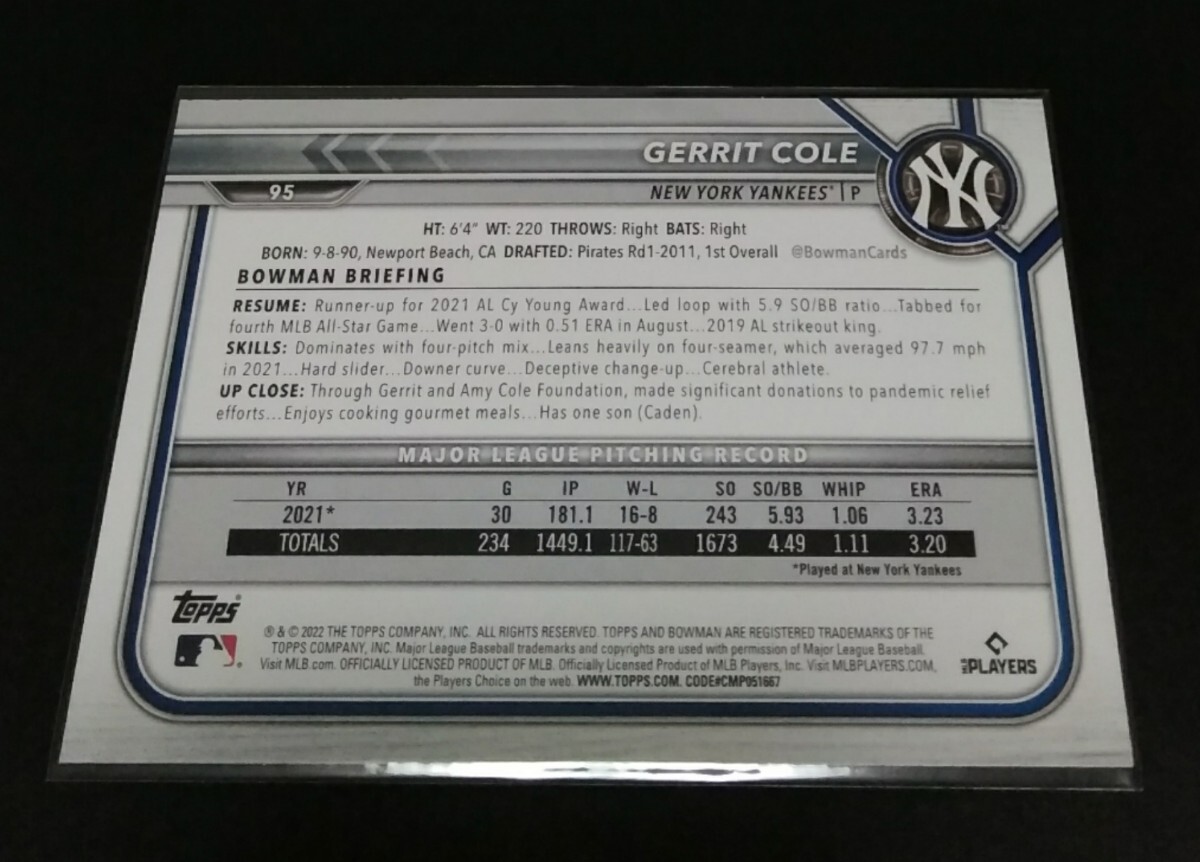 GERRIT COLE
95
NEW YORK YANKEES® | P
NY
HT: 6'4" WT: 220 THROWS: Right BATS: Right
BORN: 9-8-90, Newport Beach, CA DRAFTED: Pirates Rd1-2011, 1st Overall @BowmanCards
BOWMAN BRIEFING
RESUME: Runner-up for 2021 AL Cy Young Award...Led loop with 5.9 SO/BB ratio...Tabbed for
fourth MLB All-Star Game...Went 3-0 with 0.51 ERA in August...2019 AL strikeout king.
SKILLS: Dominates with four-pitch mix...Leans heavily on four-seamer, which averaged 97.7 mph
in 2021...Hard slider...Downer curve...Deceptive change-up...Cerebral athlete.
UP CLOSE: Through Gerrit and Amy Cole Foundation, made significant donations to pandemic relief
efforts...Enjoys cooking gourmet meals...Has one son (Caden).
MAJOR LEAGUE PITCHING RECORD
YR G IP W-L SO SO/BB WHIP ERA
2021* 30 181.1 16-8 243 5.93 1.06 3.23
TOTALS 234 1449.1 117-63 1673 4.49 1.11 3.20
*Played at New York Yankees
topps®
® & © 2022 THE TOPPS COMPANY, INC. ALL RIGHTS RESERVED. TOPPS AND BOWMAN ARE REGISTERED TRADEMARKS OF THE
TOPPS COMPANY, INC. Major League Baseball trademarks and copyrights are used with permission of Major League Baseball.
Visit MLB.com. OFFICIALLY LICENSED PRODUCT OF MLB. Officially Licensed Product of MLB Players, Inc. Visit MLBPLAYERS.COM,
the Players Choice on the web. WWW.TOPPS.COM. CODE#CMP051667
MLB PLAYERS